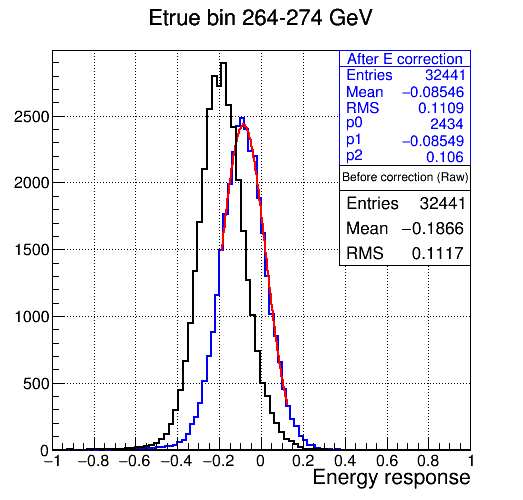 Etrue bin 264-274 GeV
After E correction
Entries 32441
Mean −0.08546
RMS 0.1109
p0 2434
p1 −0.08549
p2 0.106
Before correction (Raw)
Entries 32441
Mean −0.1866
RMS 0.1117
2500
2000
1500
1000
500
0
−1 −0.8 −0.6 −0.4 −0.2 0 0.2 0.4 0.6 0.8 1
Energy response